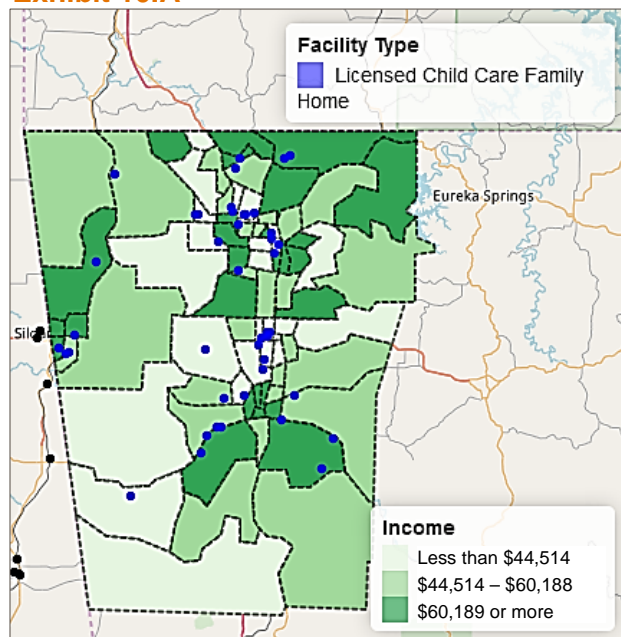 Facility Type
Licensed Child Care Family
Home
Eureka Springs
Income
Less than $44,514
$44,514 – $60,188
$60,189 or more